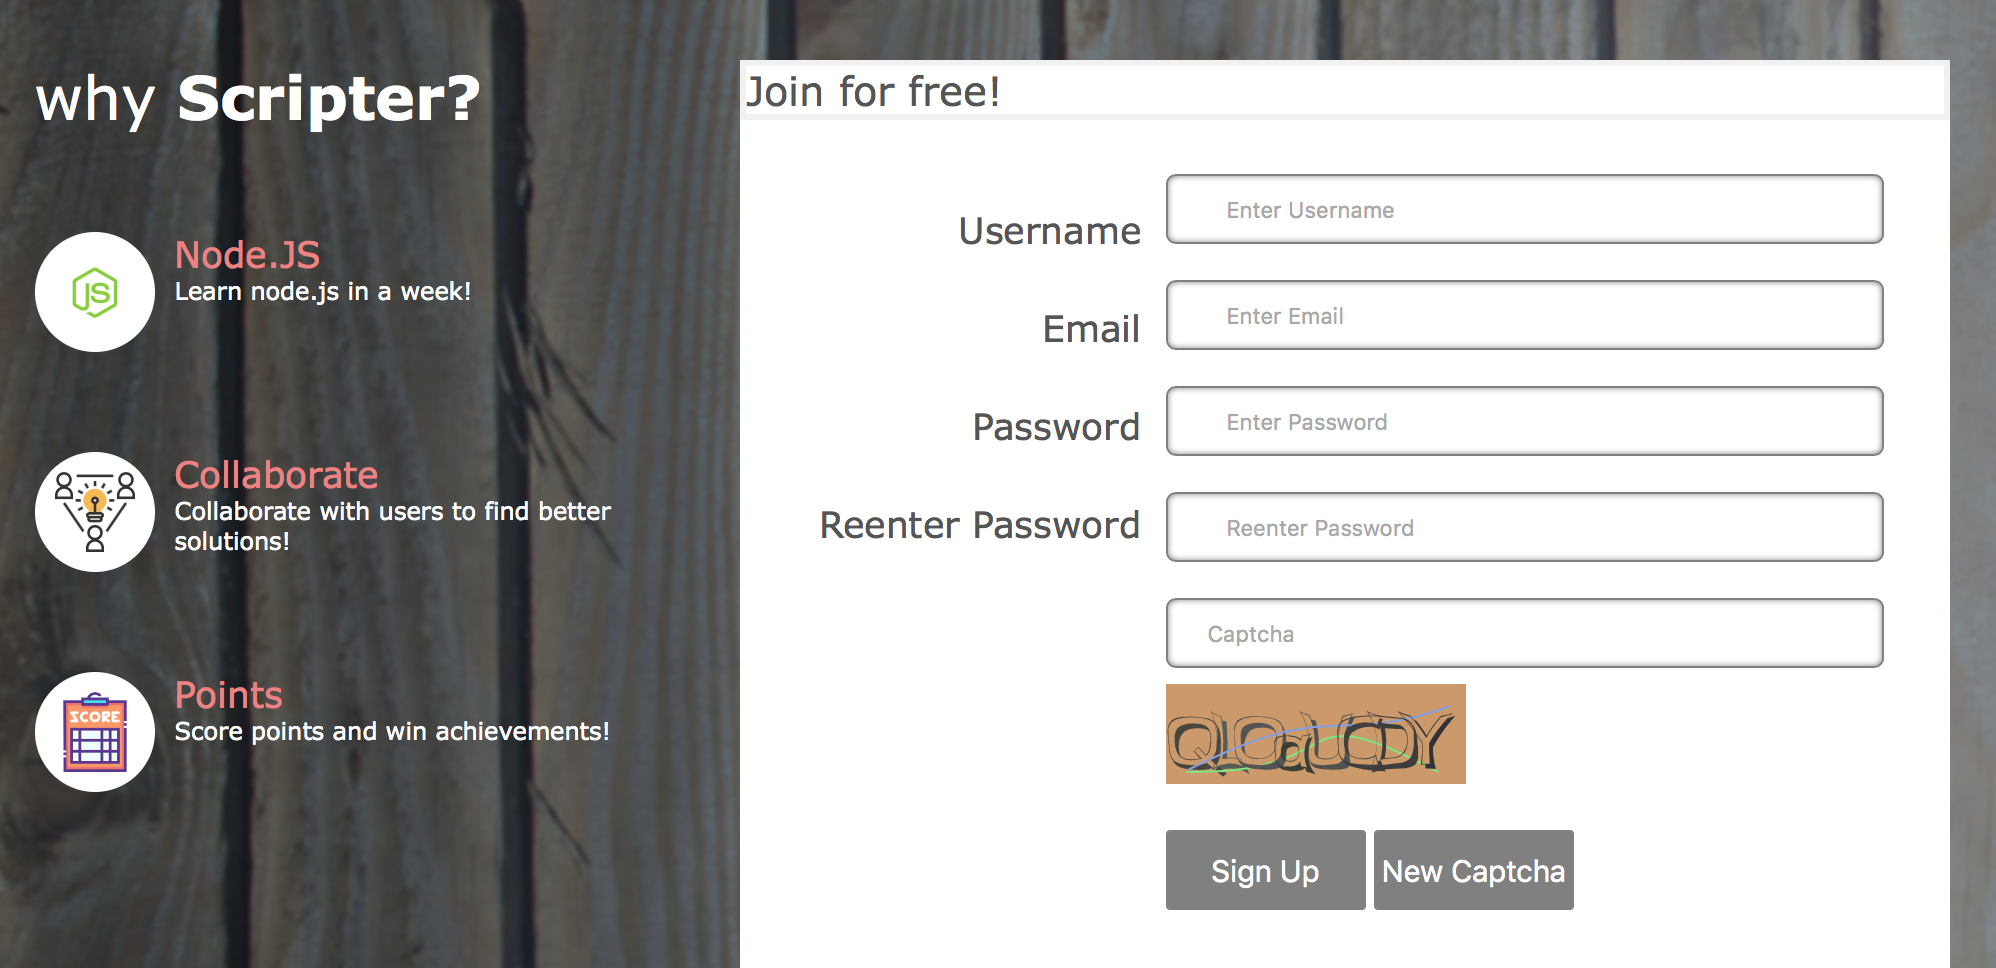 why Scripter?
JS
Node.JS
Learn node.js in a week!
Collaborate
Collaborate with users to find better
solutions!
SCORE
Points
Score points and win achievements!
Join for free!
Username
Enter Username
Email
Enter Email
Password
Enter Password
Reenter Password
Reenter Password
Captcha
Sign Up
New Captcha